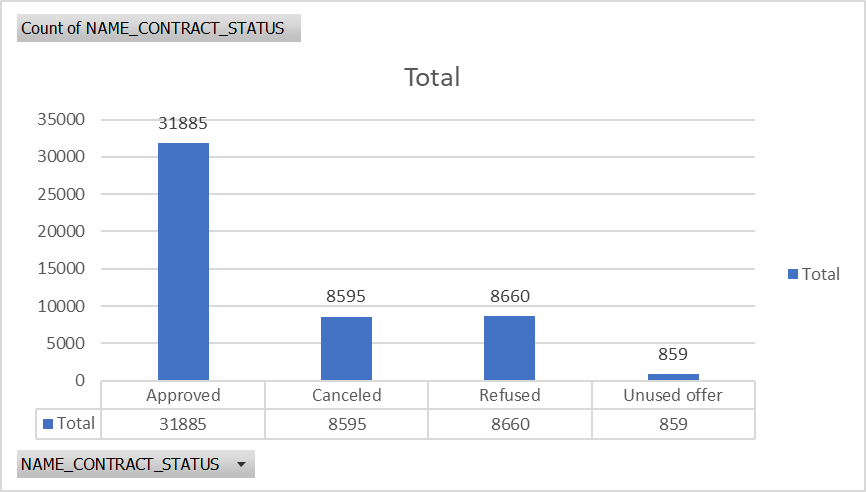 Count of NAME_CONTRACT_STATUS
Total
35000
30000
25000
20000
15000
10000
5000
0
31885
8595
8660
859
Total
Approved Canceled Refused Unused offer
Total 31885 8595 8660 859
NAME_CONTRACT_STATUS